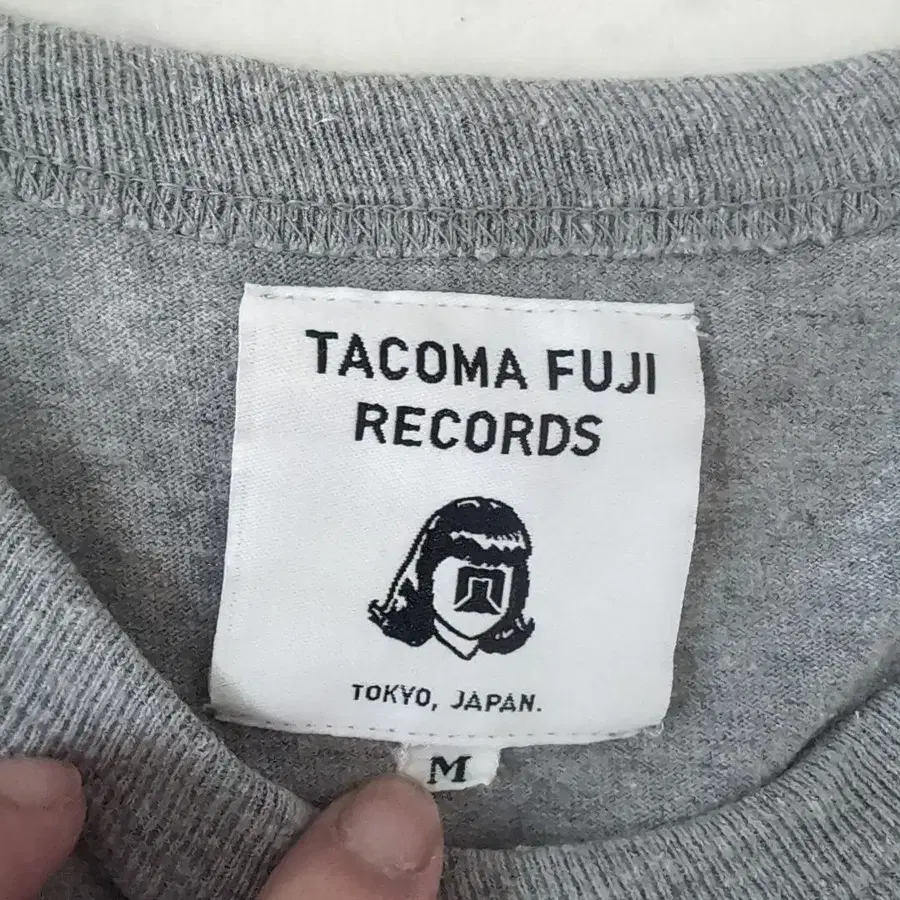 TACOMA FUJI
RECORDS
TOKYO, JAPAN.
M